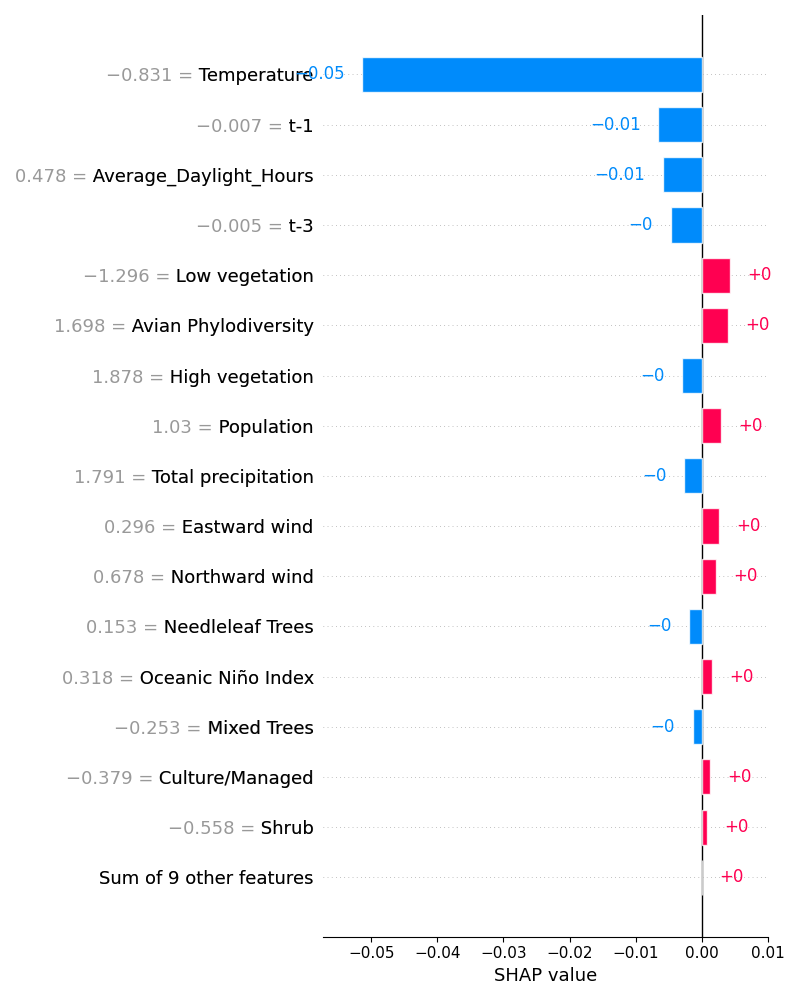 −0.831 = Temperature −0.05
−0.007 = t-1 −0.01
0.478 = Average_Daylight_Hours −0.01
−0.005 = t-3 −0
−1.296 = Low vegetation +0
1.698 = Avian Phylodiversity +0
1.878 = High vegetation −0
1.03 = Population +0
1.791 = Total precipitation −0
0.296 = Eastward wind +0
0.678 = Northward wind +0
0.153 = Needleleaf Trees −0
0.318 = Oceanic Niño Index +0
−0.253 = Mixed Trees −0
−0.379 = Culture/Managed +0
−0.558 = Shrub +0
Sum of 9 other features +0
−0.05 −0.04 −0.03 −0.02 −0.01 0.00 0.01
SHAP value